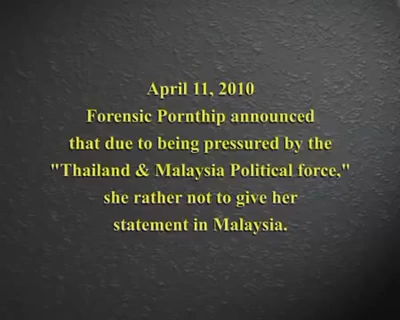 April 11, 2010
Forensic Pornthip announced
that due to being pressured by the
"Thailand & Malaysia Political force,"
she rather not to give her
statement in Malaysia.